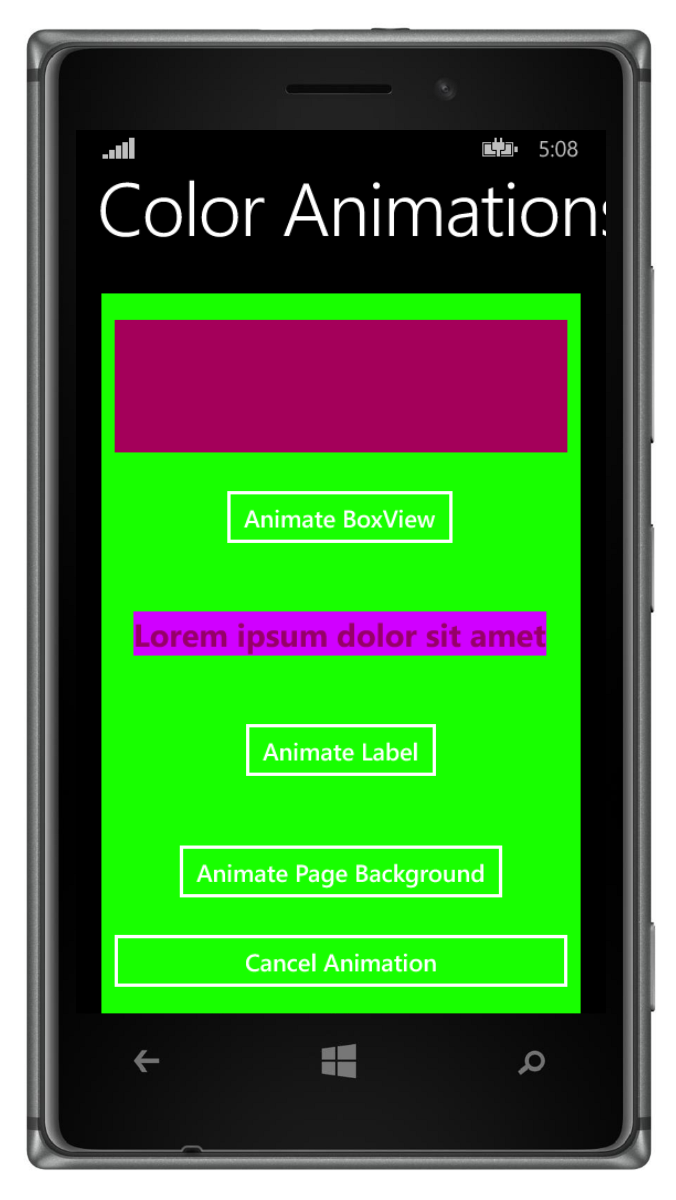 5:08
Color Animations
Animate BoxView
Lorem ipsum dolor sit amet
Animate Label
Animate Page Background
Cancel Animation